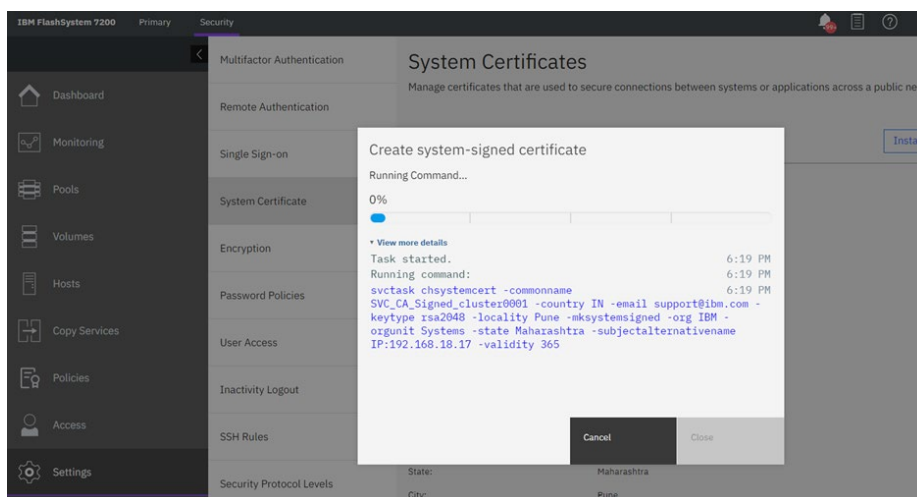 IBM FlashSystem 7200 Primary Security
99+
Dashboard
Monitoring
Pools
Volumes
Hosts
Copy Services
Policies
Access
Settings
Multifactor Authentication
Remote Authentication
Single Sign-on
System Certificate
Encryption
Password Policies
User Access
Inactivity Logout
SSH Rules
Security Protocol Levels
System Certificates
Manage certificates that are used to secure connections between systems or applications across a public ne
Insta
Create system-signed certificate
Running Command...
0%
View more details
Task started. 6:19 PM
Running command: 6:19 PM
svctask chsystemcert -commonname 6:19 PM
SVC_CA_Signed_cluster0001 -country IN -email support@ibm.com -
keytype rsa2048 -locality Pune -mksystemsigned -org IBM -
orgunit Systems -state Maharashtra -subjectalternativename
IP:192.168.18.17 -validity 365
Cancel
Close
State: Maharashtra
City: Pune